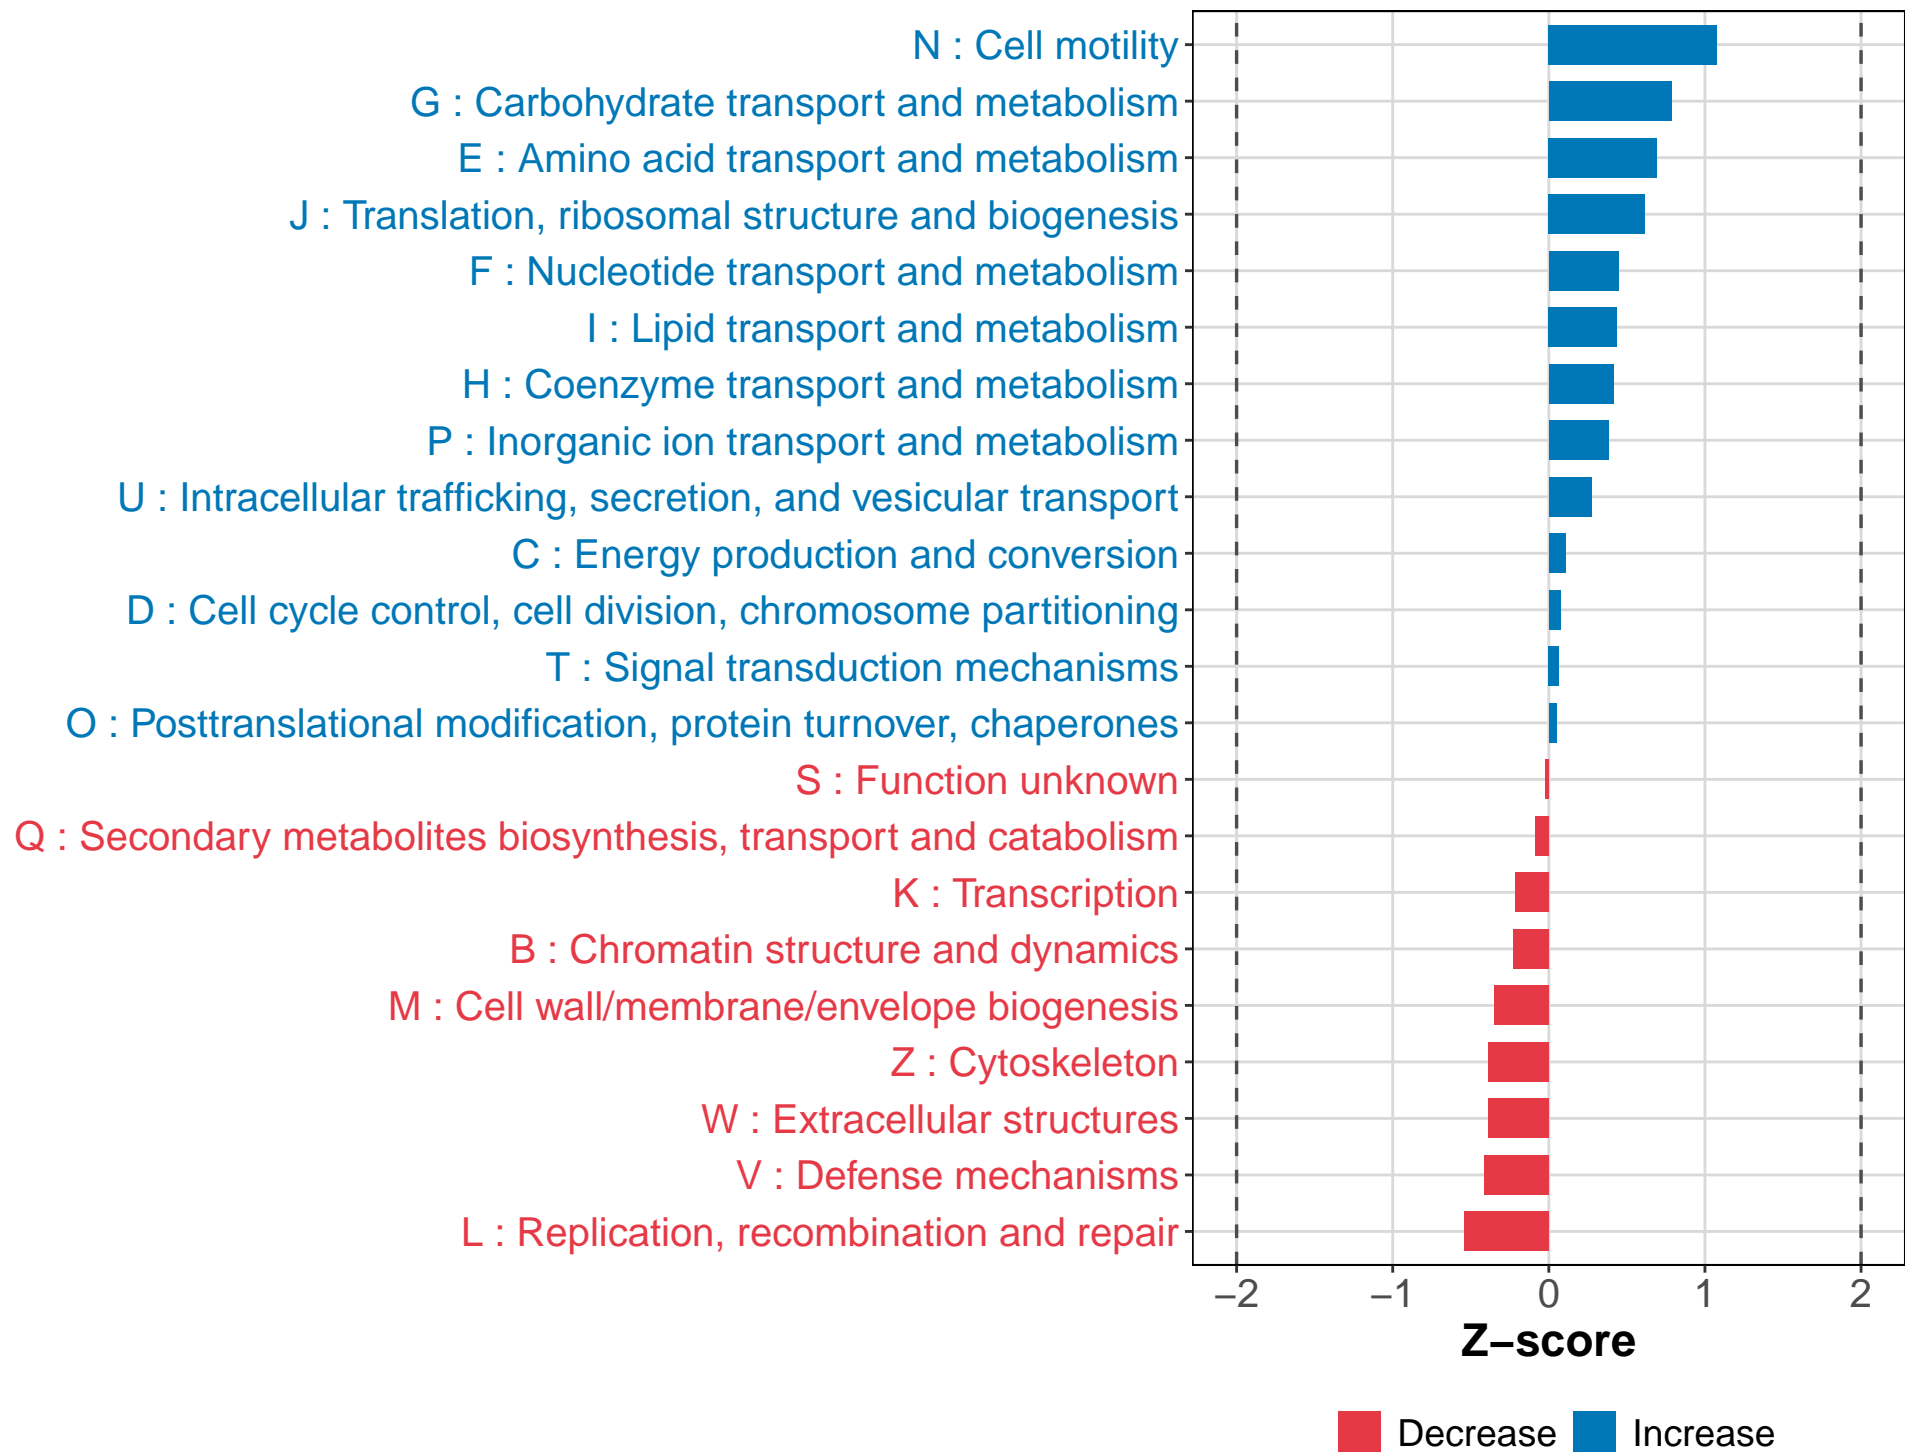 N : Cell motility
G : Carbohydrate transport and metabolism
E : Amino acid transport and metabolism
J : Translation, ribosomal structure and biogenesis
F : Nucleotide transport and metabolism
I : Lipid transport and metabolism
H : Coenzyme transport and metabolism
P : Inorganic ion transport and metabolism
U : Intracellular trafficking, secretion, and vesicular transport
C : Energy production and conversion
D : Cell cycle control, cell division, chromosome partitioning
T : Signal transduction mechanisms
O : Posttranslational modification, protein turnover, chaperones
S : Function unknown
Q : Secondary metabolites biosynthesis, transport and catabolism
K : Transcription
B : Chromatin structure and dynamics
M : Cell wall/membrane/envelope biogenesis
Z : Cytoskeleton
W : Extracellular structures
V : Defense mechanisms
L : Replication, recombination and repair
−2 −1 0 1 2
Z−score
Decrease Increase